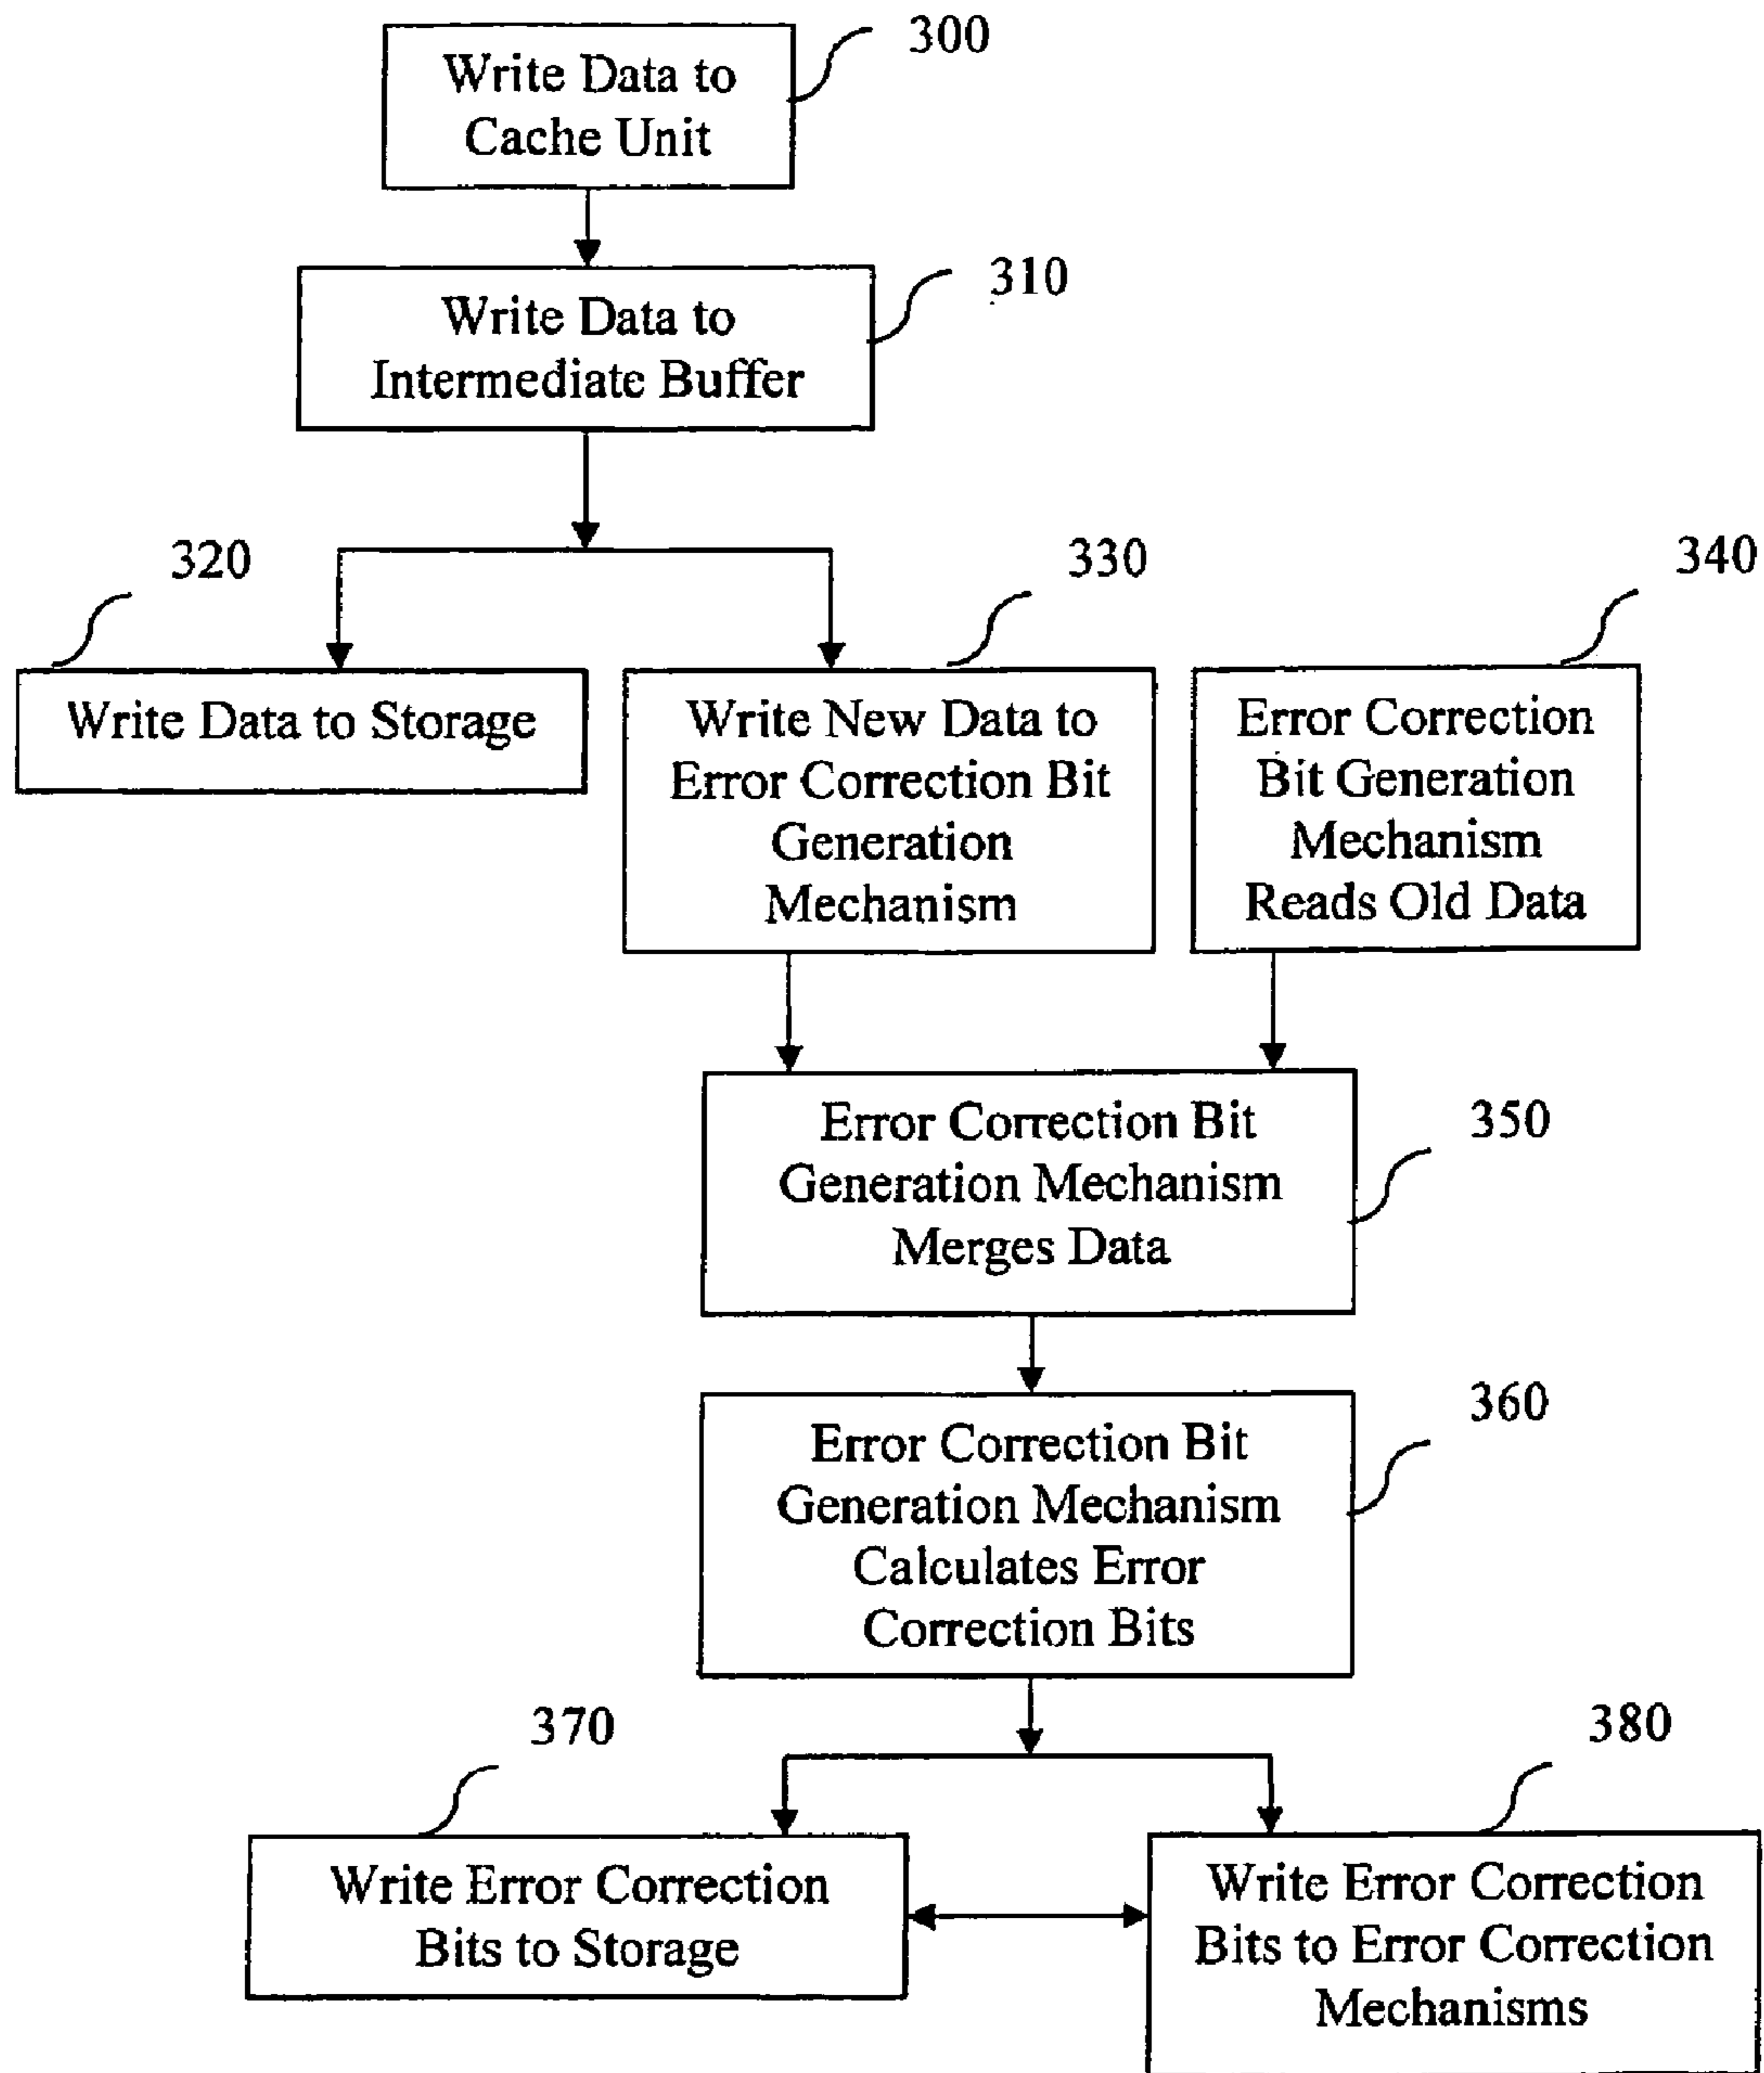 300
Write Data to
Cache Unit
310
Write Data to
Intermediate Buffer
320
330
340
Write Data to Storage
Write New Data to
Error Correction Bit
Generation
Mechanism
Error Correction
Bit Generation
Mechanism
Reads Old Data
350
Error Correction Bit
Generation Mechanism
Merges Data
360
Error Correction Bit
Generation Mechanism
Calculates Error
Correction Bits
370
380
Write Error Correction
Bits to Storage
Write Error Correction
Bits to Error Correction
Mechanisms